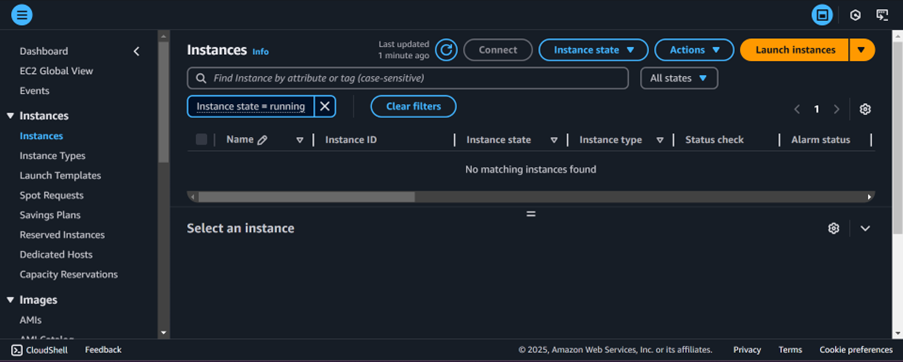 Dashboard
EC2 Global View
Events
Instances
Instances
Instance Types
Launch Templates
Spot Requests
Savings Plans
Reserved Instances
Dedicated Hosts
Capacity Reservations
Images
AMIs
AMI Catalog
Instances Info
Last updated
1 minute ago
Connect
Instance state
Actions
Launch instances
Find Instance by attribute or tag (case-sensitive)
All states
Instance state = running
Clear filters
1
Name Instance ID Instance state Instance type Status check Alarm status
No matching instances found
Select an instance
CloudShell Feedback © 2025, Amazon Web Services, Inc. or its affiliates. Privacy Terms Cookie preferences